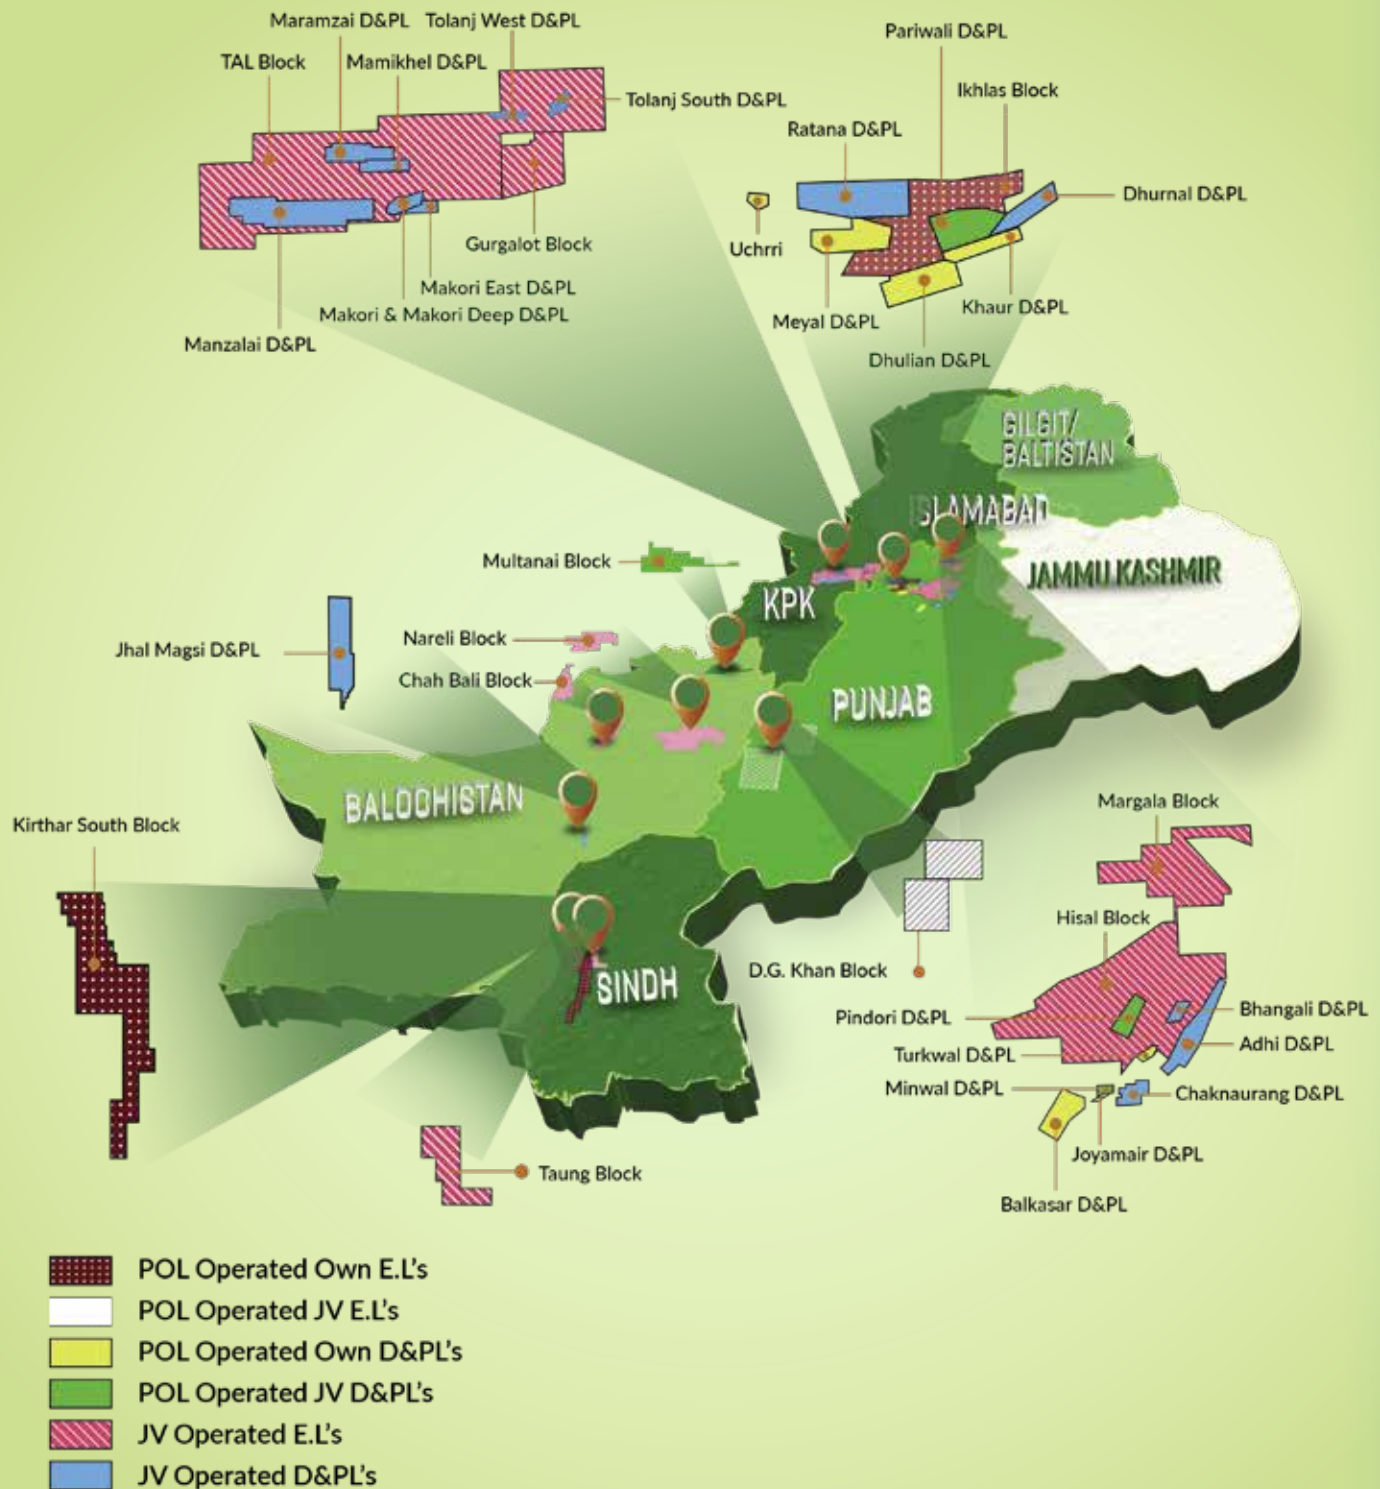 Maramzai D&PL
Tolanj West D&PL
TAL Block
Mamikhel D&PL
Tolanj South D&PL
Gurgalot Block
Makori East D&PL
Makori & Makori Deep D&PL
Manzalai D&PL
Pariwali D&PL
Ikhlas Block
Ratana D&PL
Dhurnal D&PL
Uchrri
Khaur D&PL
Meyal D&PL
Dhulian D&PL
GILGIT/
BALTISTAN
ISLAMABAD
JAMMU KASHMIR
KPK
PUNJAB
BALOCHISTAN
SINDH
Multanai Block
Nareli Block
Chah Bali Block
Jhal Magsi D&PL
Kirthar South Block
Margala Block
Hisal Block
D.G. Khan Block
Pindori D&PL
Bhangali D&PL
Turkwal D&PL
Adhi D&PL
Minwal D&PL
Chaknaurang D&PL
Joyamair D&PL
Balkasar D&PL
Taung Block
POL Operated Own E.L's
POL Operated JV E.L's
POL Operated Own D&PL's
POL Operated JV D&PL's
JV Operated E.L's
JV Operated D&PL's